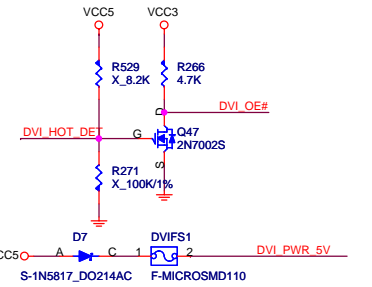 VCC5 VCC3
R529 R266
X_8.2K 4.7K
D DVI_OE#
DVI_HOT_DET G Q47
2N7002S
S
R271
X_100K/1%
D7 DVIFS1
CC5 A C 1 2 DVI_PWR_5V
S-1N5817_DO214AC F-MICROSMD110